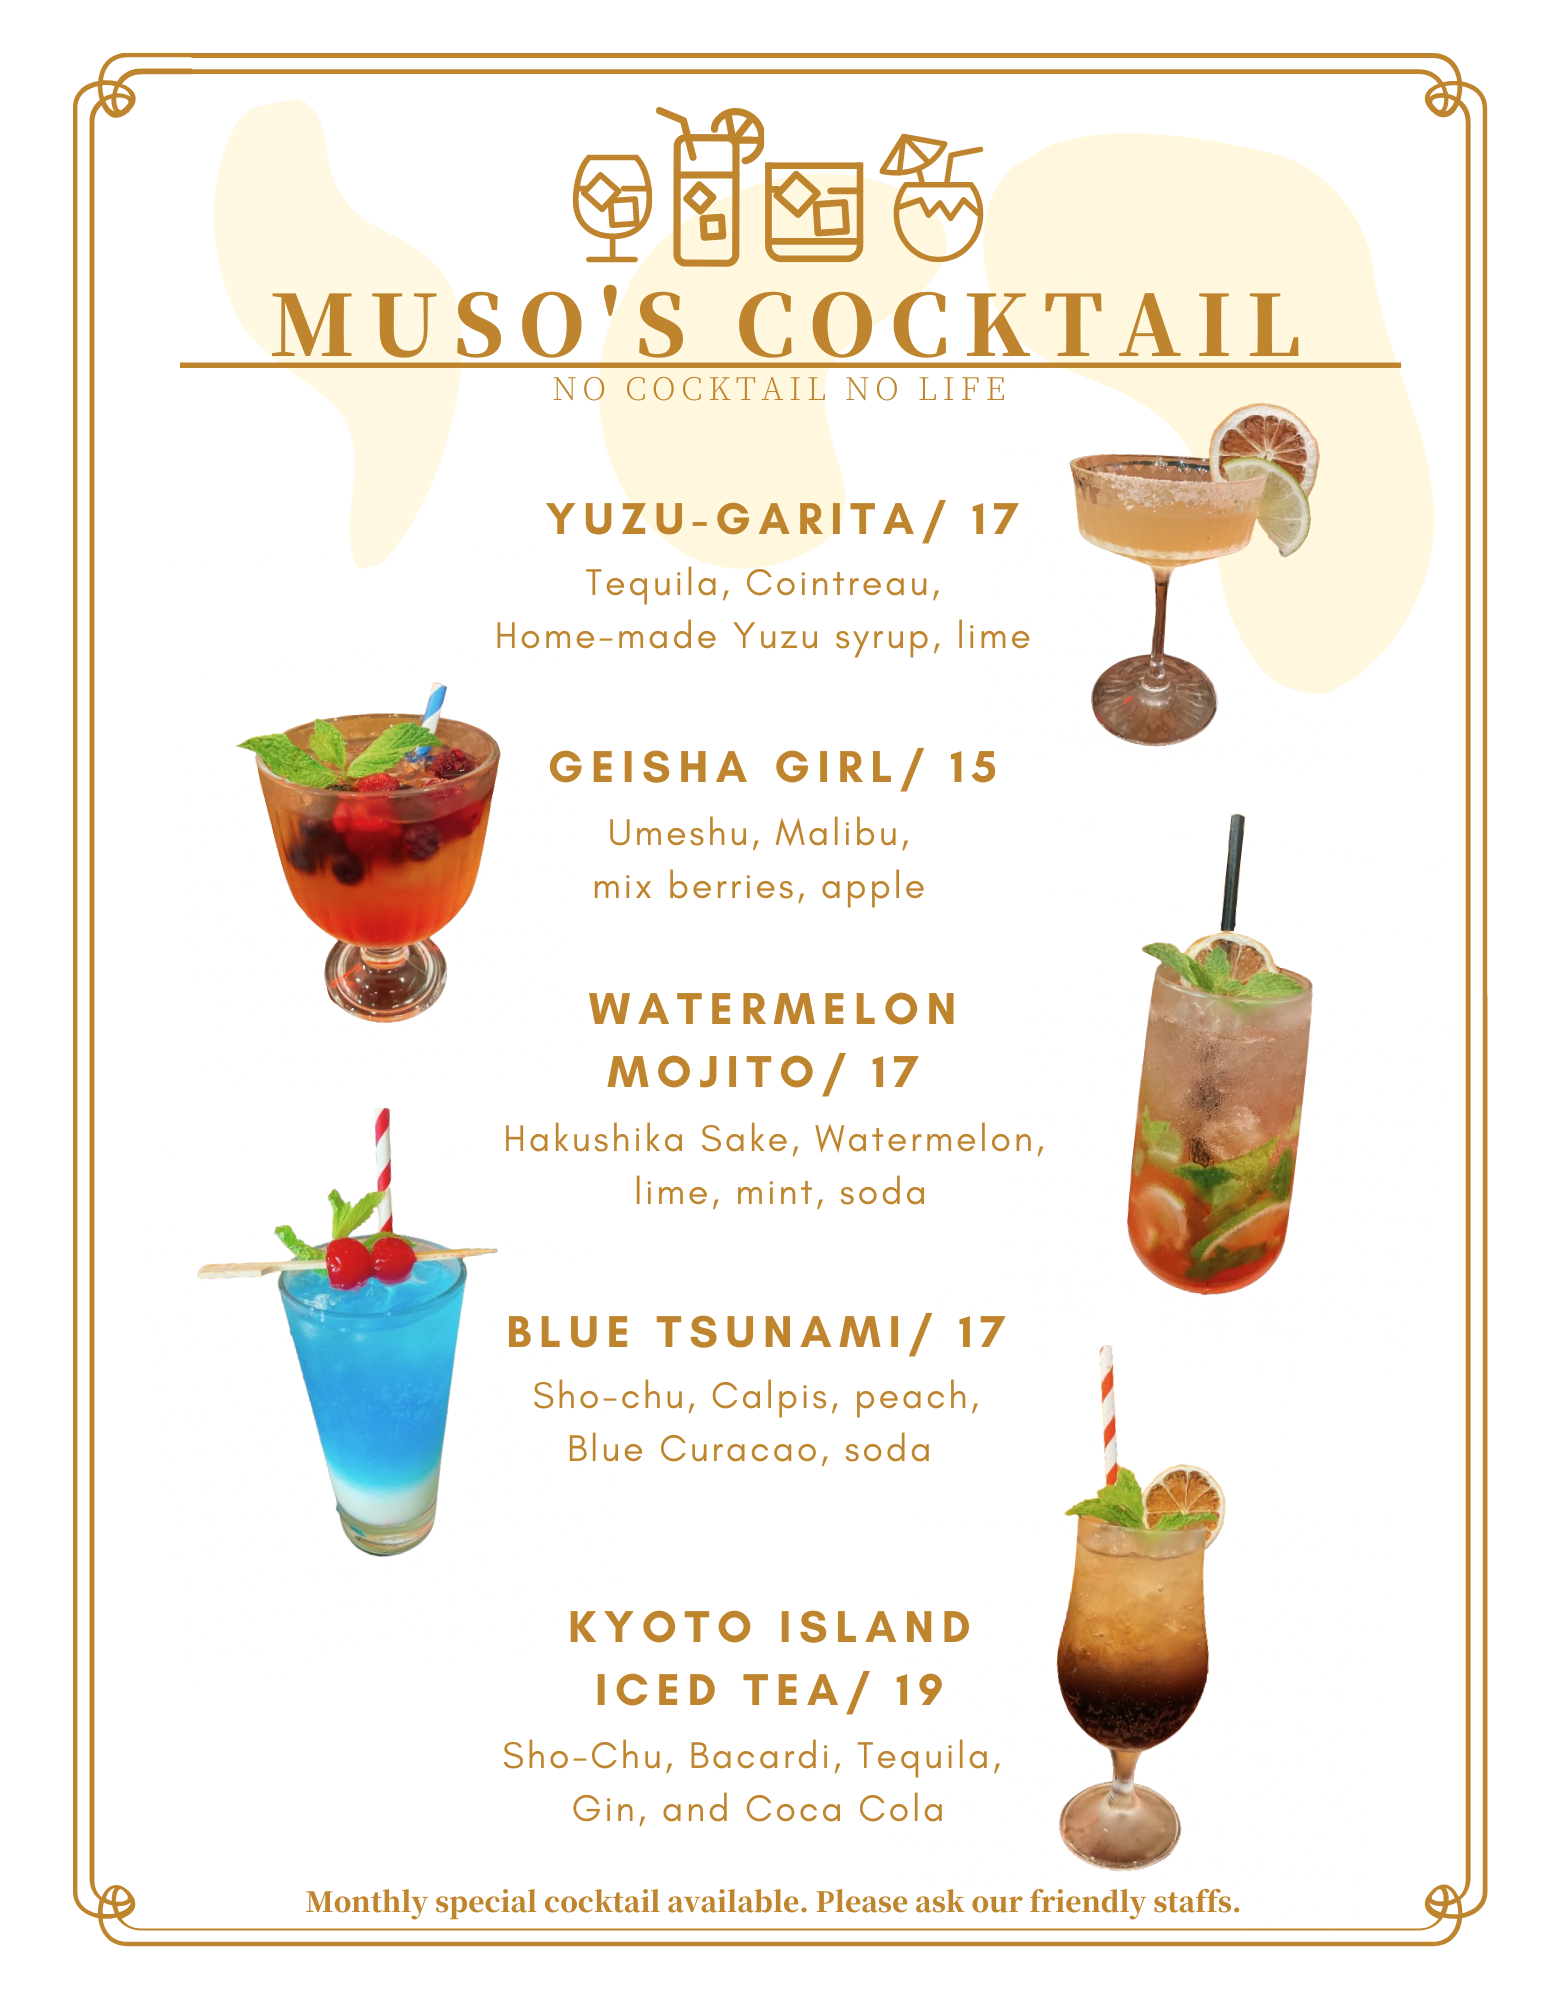 MUSO'S COCKTAIL
NO COCKTAIL NO LIFE
YUZU-GARITA/ 17
Tequila, Cointreau,
Home-made Yuzu syrup, lime
GEISHA GIRL/ 15
Umeshu, Malibu,
mix berries, apple
WATERMELON
MOJITO/ 17
Hakushika Sake, Watermelon,
lime, mint, soda
BLUE TSUNAMI/ 17
Sho-chu, Calpis, peach,
Blue Curacao, soda
KYOTO ISLAND
ICED TEA/ 19
Sho-Chu, Bacardi, Tequila,
Gin, and Coca Cola
Monthly special cocktail available. Please ask our friendly staffs.